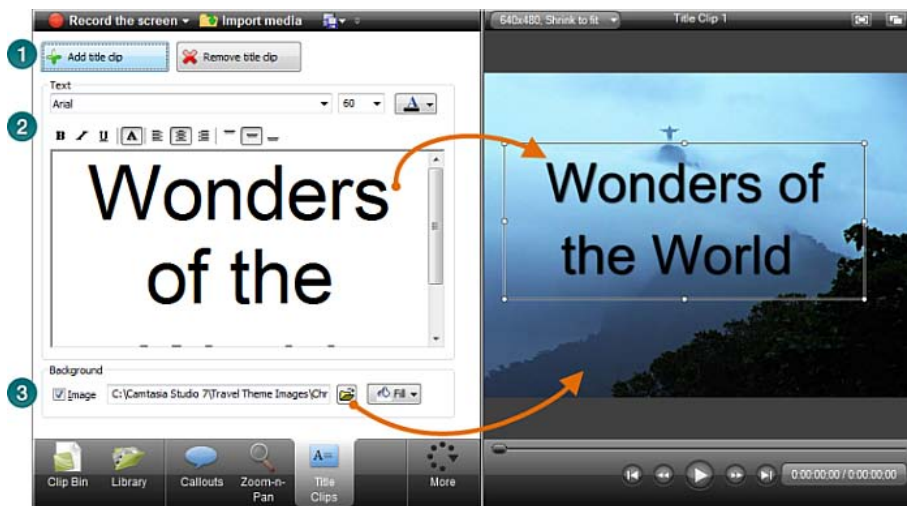 Record the screen
Import media
1
Add title clip
Remove title clip
Text
Arial
60
A
2
B I U A
Wonders
of the
Background
3
Image
C:\Camtasia Studio 7\Travel Theme Images\Chr
Fill
Clip Bin
Library
Callouts
Zoom-n-
Pan
A=
Title
Clips
More
640x480, Shrink to fit
Title Clip 1
Wonders of
the World
0:00:00;00 / 0:00:00;00